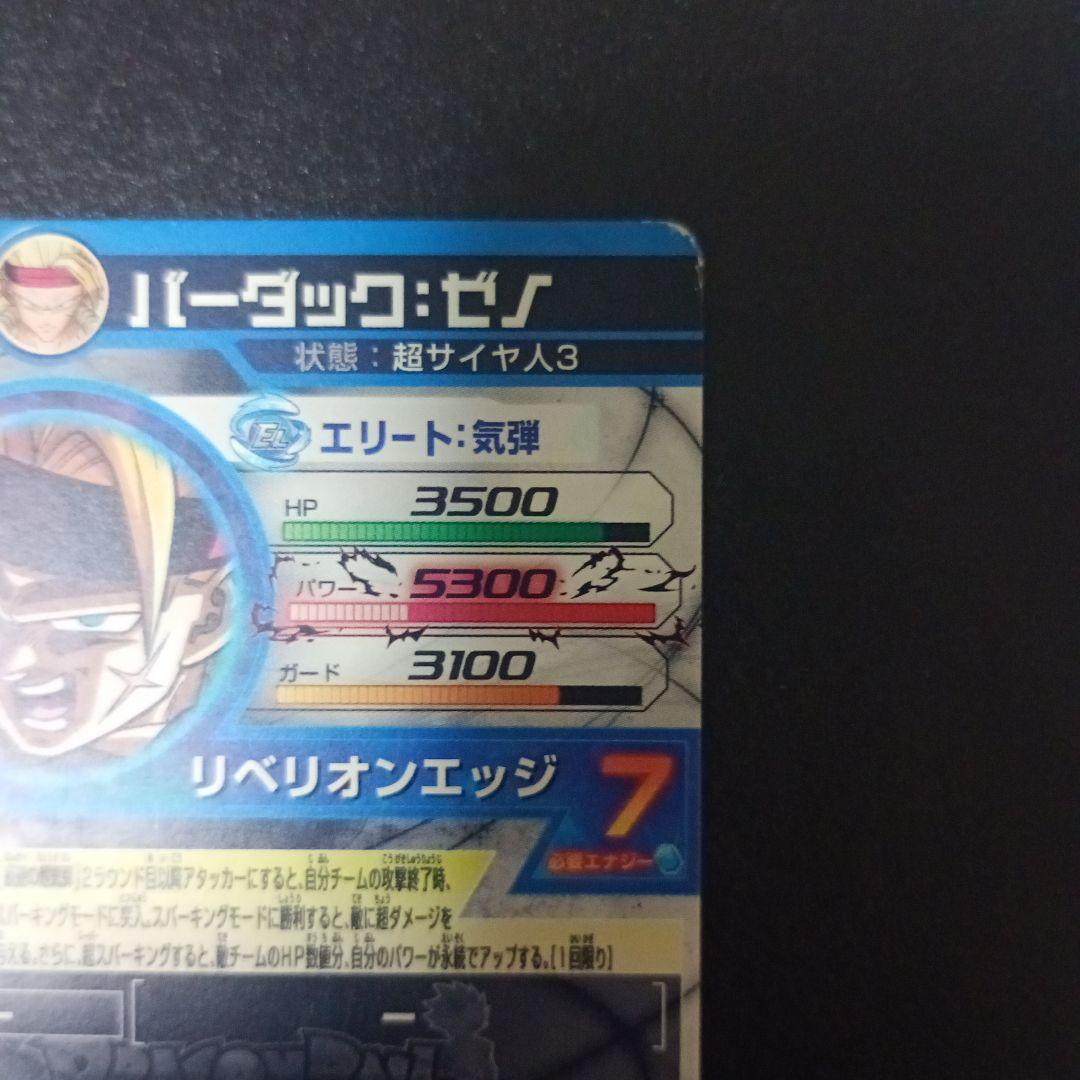 バーダック:ゼノ
状態:超サイヤ人3
EL エリート:気弾
HP 3500
パワー 5300
ガード 3100
リベリオンエッジ 7
必要エナジー
]2ラウンド目以降アタッカーにすると、自分チームの攻撃終了時、
スパーキングモードに突入。スパーキングモードに勝利すると、敵に超ダメージを
与える。さらに、超スパーキングすると、敵チームのHP数値分、自分のパワーが永続でアップする。[1回限り]
DRAGON BALL